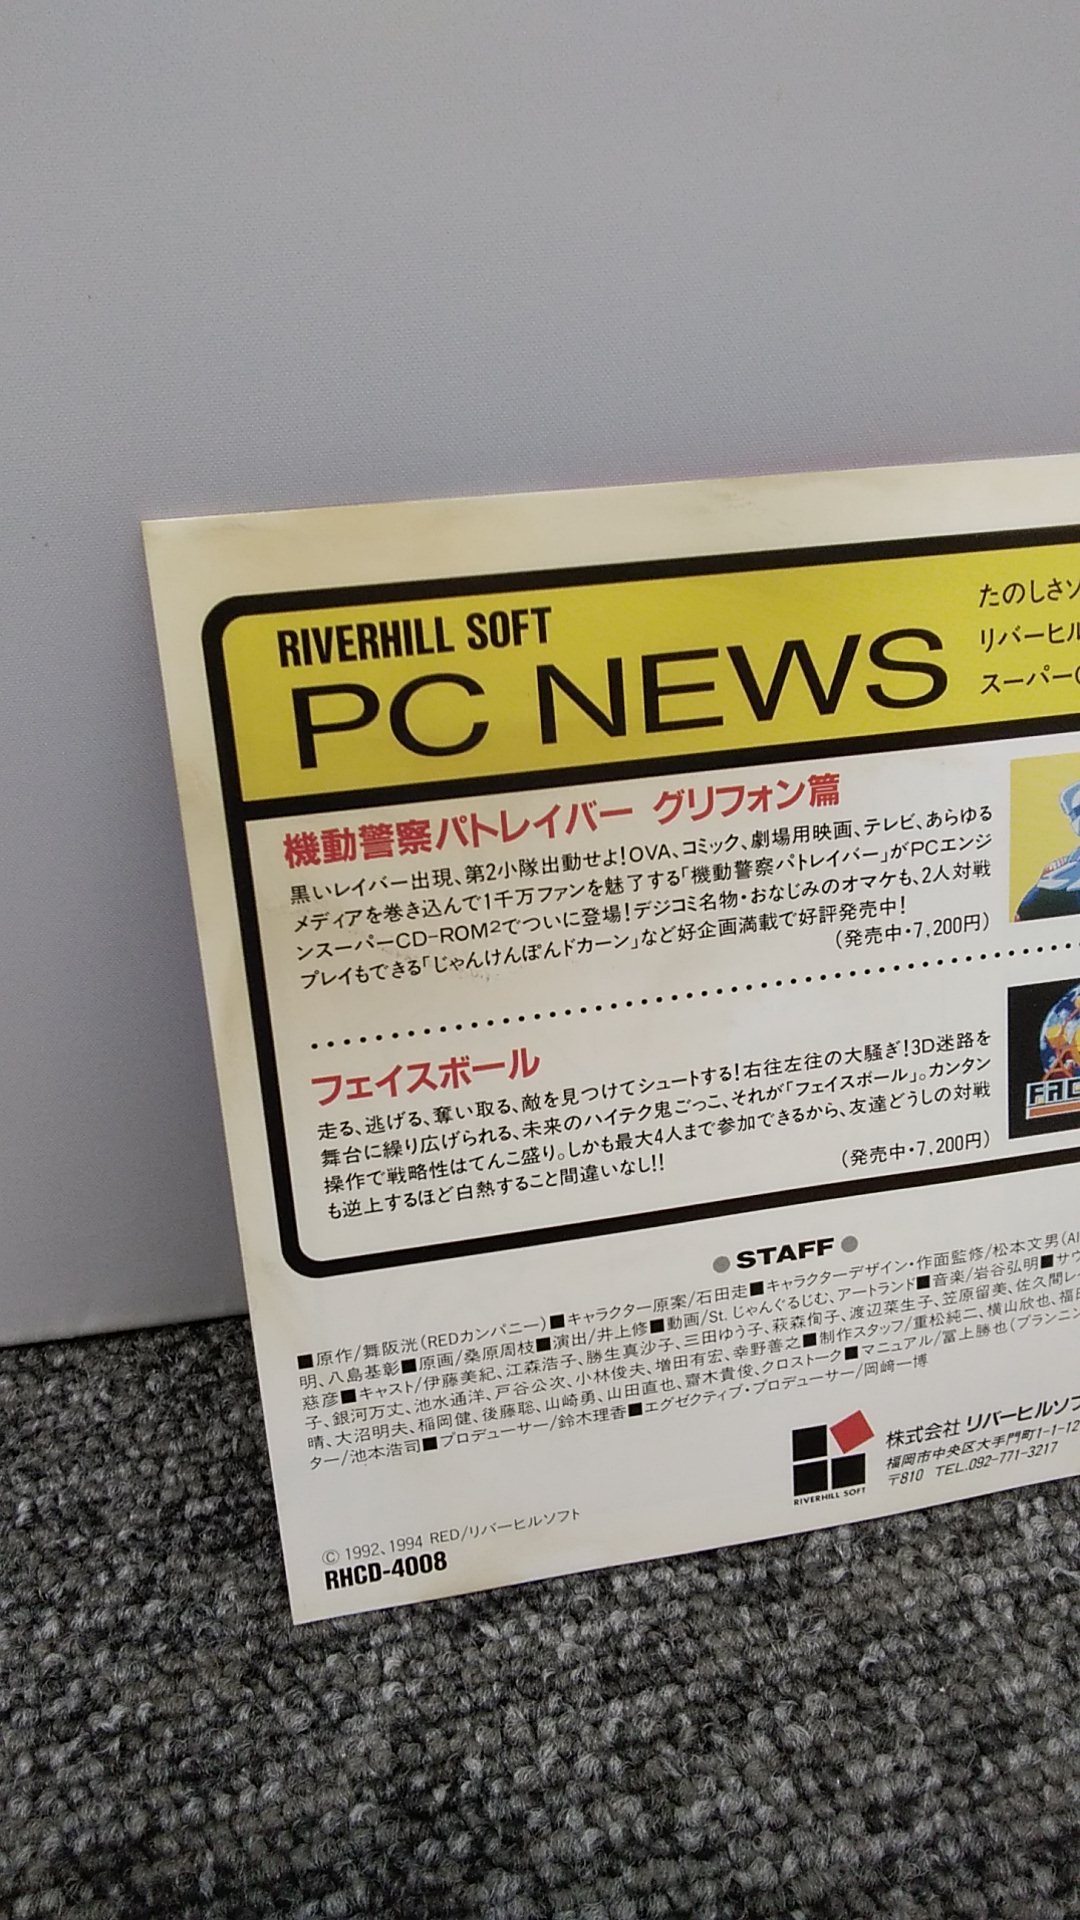 RIVERHILL SOFT
PC NEWS
たのしさソ
リバーヒル
スーパーC
機動警察パトレイバー グリフォン篇
黒いレイバー出現、第2小隊出動せよ!OVA、コミック、劇場用映画、テレビ、あらゆる
メディアを巻き込んで1千万ファンを魅了する「機動警察パトレイバー」がPCエンジ
ンスーパーCD-ROM2でついに登場!デジコミ名物・おなじみのオマケも、2人対戦
プレイもできる「じゃんけんぽんドカーン」など好企画満載で好評発売中!
(発売中・7,200円)
フェイスボール
走る、逃げる、奪い取る、敵を見つけてシュートする!右往左往の大騒ぎ!3D迷路を
舞台に繰り広げられる、未来のハイテク鬼ごっこ、それが「フェイスボール」。カンタン
操作で戦略性はてんこ盛り。しかも最大4人まで参加できるから、友達どうしの対戦
も逆上するほど白熱すること間違いなし!!
(発売中・7,200円)
FAC
●STAFF●
■原作/舞阪洸(REDカンパニー)■キャラクター原案/石田走■キャラクターデザイン・作画監修/松本文男(AI
明、八島基彰■原画/桑原周枝■演出/井上修■動画/St.じゃんぐるじむ、アートランド■音楽/岩谷弘明■サウ
慈彦■キャスト/伊藤美紀、江森浩子、勝生真沙子、三田ゆう子、萩森侚子、渡辺菜生子、笠原留美、佐久間レ
子、銀河万丈、池水通洋、戸谷公次、小林俊夫、増田有宏、幸野善之■制作スタッフ/重松純二、横山欣也、福田
晴、大沼明夫、稲岡健、後藤聡、山崎勇、山田直也、齋木貴俊、クロストーク■マニュアル/冨上勝也(プランニン
ター/池本浩司■プロデューサー/鈴木理香■エグゼクティブ・プロデューサー/岡﨑一博
RIVERHILL SOFT
株式会社 リバーヒルソフ
福岡市中央区大手門町1-1-12
〒810 TEL.092-771-3217
© 1992、1994 RED/リバーヒルソフト
RHCD-4008